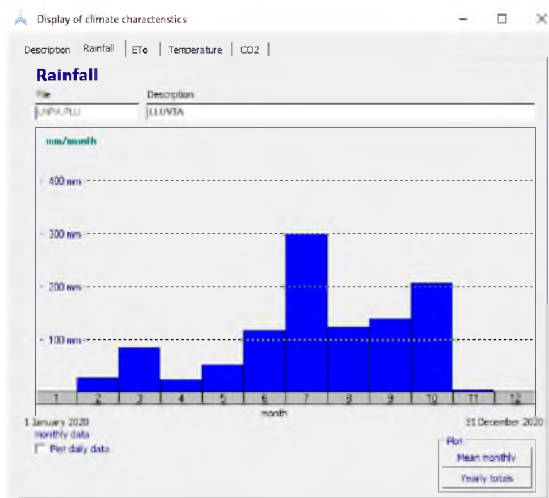 Display of climate characteristics
Description Rainfall ETo Temperature CO2
Rainfall
File Description
LLUVIA
mm/month
400 mm
300 mm
200 mm
100 mm
1 2 3 4 5 6 7 8 9 10 11 12
month
1 January 2020 31 December 2020
monthly data
Plot daily data
Plot
Mean monthly
Yearly totals